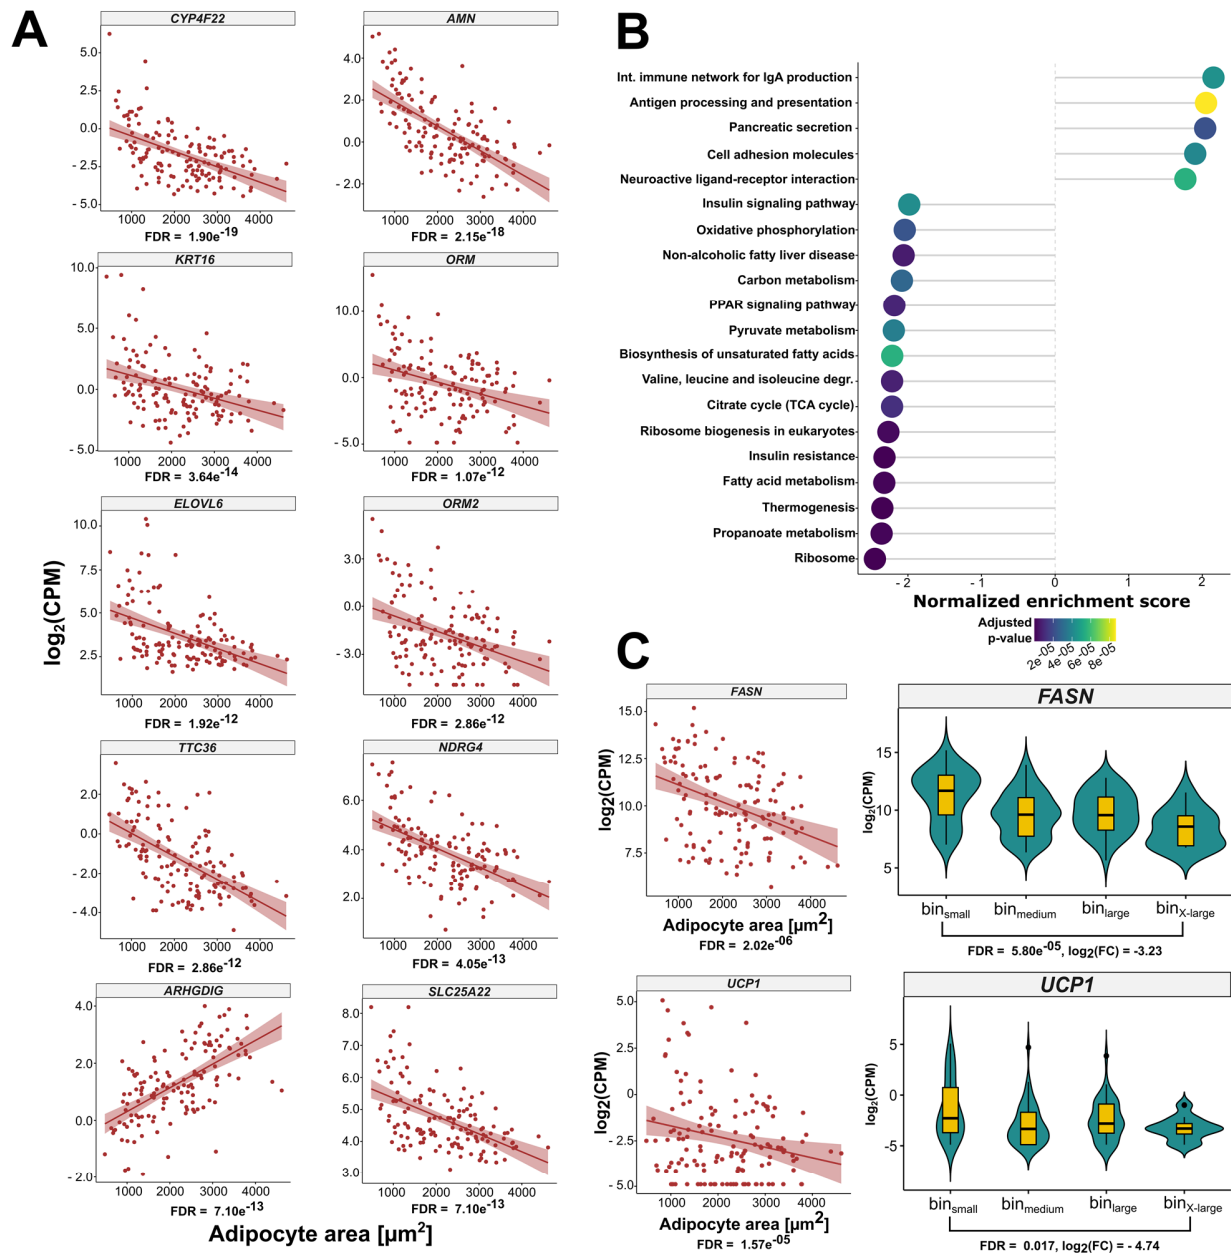 A
CYP4F22
5.0
0.0
- 2.5
- 5.0
1000 2000 3000 4000
FDR = 1.90e-19
AMN
4.0
2.0
0.0
- 2.0
1000 2000 3000 4000
FDR = 2.15e-18
KRT16
10.0
5.0
0.0
- 5.0
1000 2000 3000 4000
FDR = 3.64e-14
ORM
10.0
0.0
- 5.0
1000 2000 3000 4000
FDR = 1.07e-12
ELOVL6
10.0
7.5
5.0
2.5
1000 2000 3000 4000
FDR = 1.92e-12
ORM2
3.0
0.0
- 3.0
1000 2000 3000 4000
FDR = 2.86e-12
TTC36
2.0
0.0
- 2.0
- 4.0
1000 2000 3000 4000
FDR = 2.86e-12
NDRG4
6.0
4.0
2.0
1000 2000 3000 4000
FDR = 4.05e-13
ARHGDIG
4.0
2.0
0.0
- 2.0
1000 2000 3000 4000
FDR = 7.10e-13
SLC25A22
8.0
7.0
6.0
5.0
4.0
3.0
1000 2000 3000 4000
FDR = 7.10e-13
log2(CPM)
Adipocyte area [µm2]
B
Int. immune network for IgA production
Antigen processing and presentation
Pancreatic secretion
Cell adhesion molecules
Neuroactive ligand-receptor interaction
Insulin signaling pathway
Oxidative phosphorylation
Non-alcoholic fatty liver disease
Carbon metabolism
PPAR signaling pathway
Pyruvate metabolism
Biosynthesis of unsaturated fatty acids
Valine, leucine and isoleucine degr.
Citrate cycle (TCA cycle)
Ribosome biogenesis in eukaryotes
Insulin resistance
Fatty acid metabolism
Thermogenesis
Propanoate metabolism
Ribosome
- 2 - 1 0 1 2
Normalized enrichment score
Adjusted
p-value
2e-05 4e-05 6e-05 8e-05
C
FASN
15.0
12.5
10.0
7.5
log2(CPM)
1000 2000 3000 4000
Adipocyte area [µm2]
FDR = 2.02e-06
FASN
15
10
5
log2(CPM)
binsmall binmedium binlarge binX-large
FDR = 5.80e-05, log2(FC) = -3.23
UCP1
5.0
2.5
0.0
-2.5
- 5.0
log2(CPM)
1000 2000 3000 4000
Adipocyte area [µm2]
FDR = 1.57e-05
UCP1
5
0
-5
log2(CPM)
binsmall binmedium binlarge binX-large
FDR = 0.017, log2(FC) = - 4.74